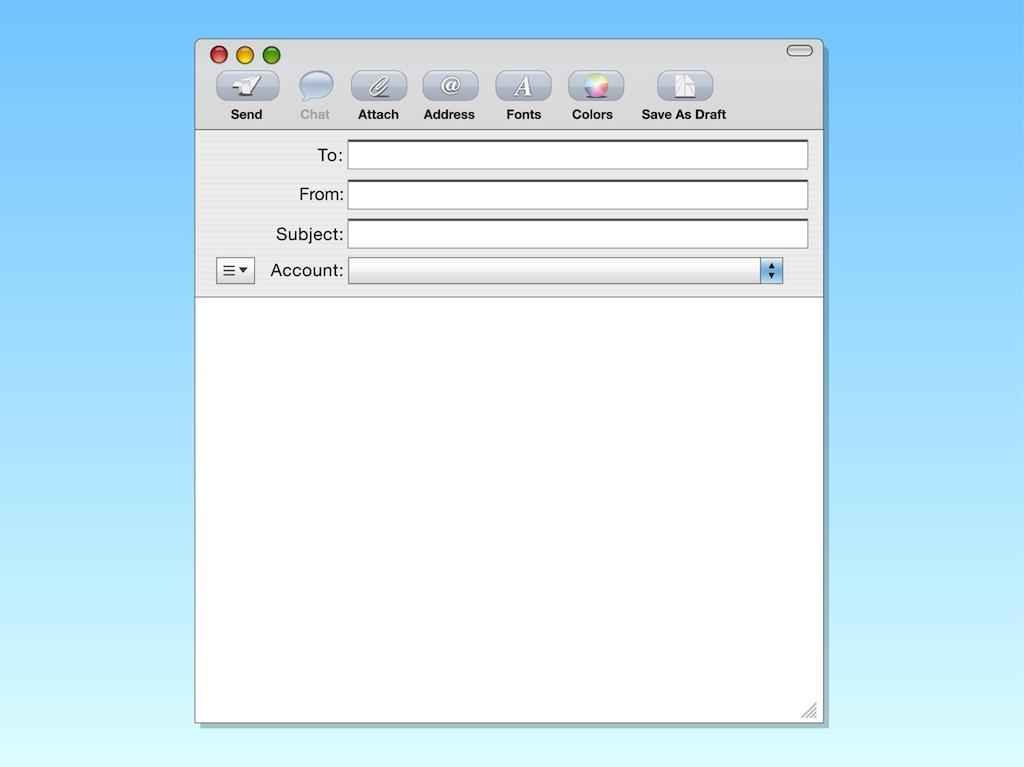 Send Chat Attach Address Fonts Colors Save As Draft
To:
From:
Subject:
Account: